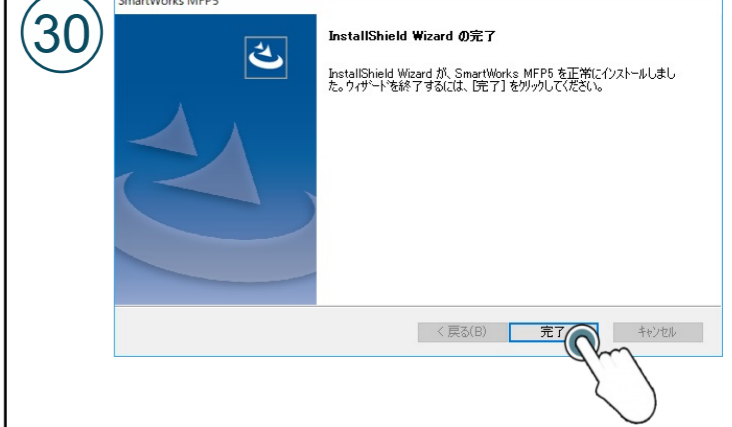 SmartWorks MFP5
30
InstallShield Wizard の完了
InstallShield Wizard が、SmartWorks MFP5 を正常にインストールしまし
た。ウィザードを終了するには、[完了] をクリックしてください。
< 戻る(B)
完了
キャンセル